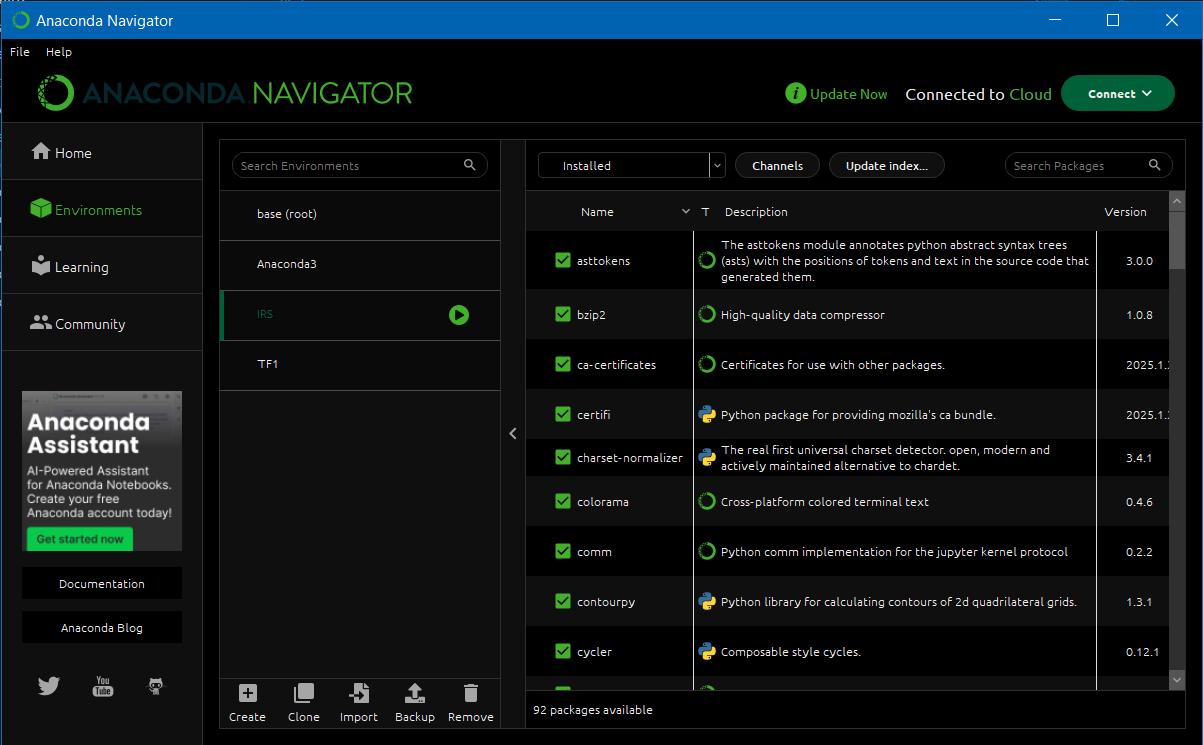 Anaconda Navigator
File Help
ANACONDA.NAVIGATOR
i Update Now Connected to Cloud Connect
Home
Environments
Learning
Community
Anaconda
Assistant
AI-Powered Assistant
for Anaconda Notebooks.
Create your free
Anaconda account today!
Get started now
Documentation
Anaconda Blog
You
Tube
Search Environments
base (root)
Anaconda3
IRS
TF1
Create Clone Import Backup Remove
Installed Channels Update index... Search Packages
Name T Description Version
asttokens The asttokens module annotates python abstract syntax trees
(asts) with the positions of tokens and text in the source code that
generated them. 3.0.0
bzip2 High-quality data compressor 1.0.8
ca-certificates Certificates for use with other packages. 2025.1.
certifi Python package for providing mozilla's ca bundle. 2025.1.
charset-normalizer The real first universal charset detector. open, modern and
actively maintained alternative to chardet. 3.4.1
colorama Cross-platform colored terminal text 0.4.6
comm Python comm implementation for the jupyter kernel protocol 0.2.2
contourpy Python library for calculating contours of 2d quadrilateral grids. 1.3.1
cycler Composable style cycles. 0.12.1
92 packages available